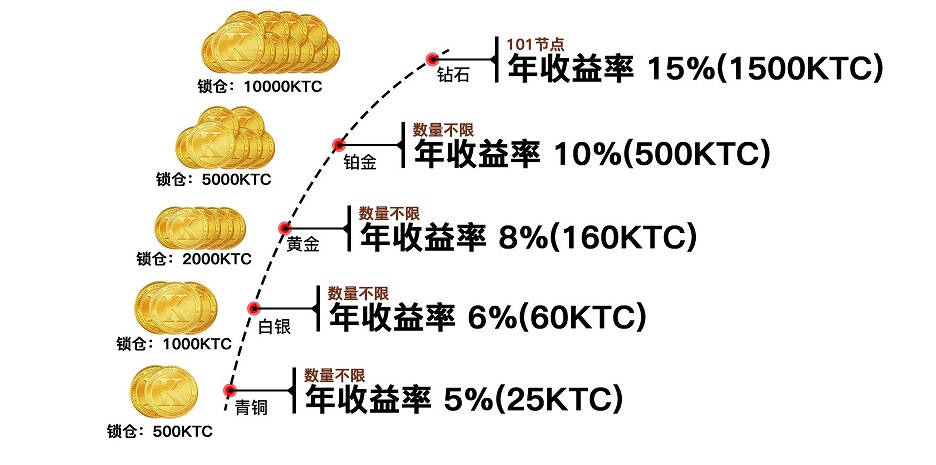 101节点
年收益率 15%(1500KTC)
钻石
锁仓：10000KTC
数量不限
年收益率 10%(500KTC)
铂金
锁仓：5000KTC
数量不限
年收益率 8%(160KTC)
黄金
锁仓：2000KTC
数量不限
年收益率 6%(60KTC)
白银
锁仓：1000KTC
数量不限
年收益率 5%(25KTC)
青铜
锁仓：500KTC